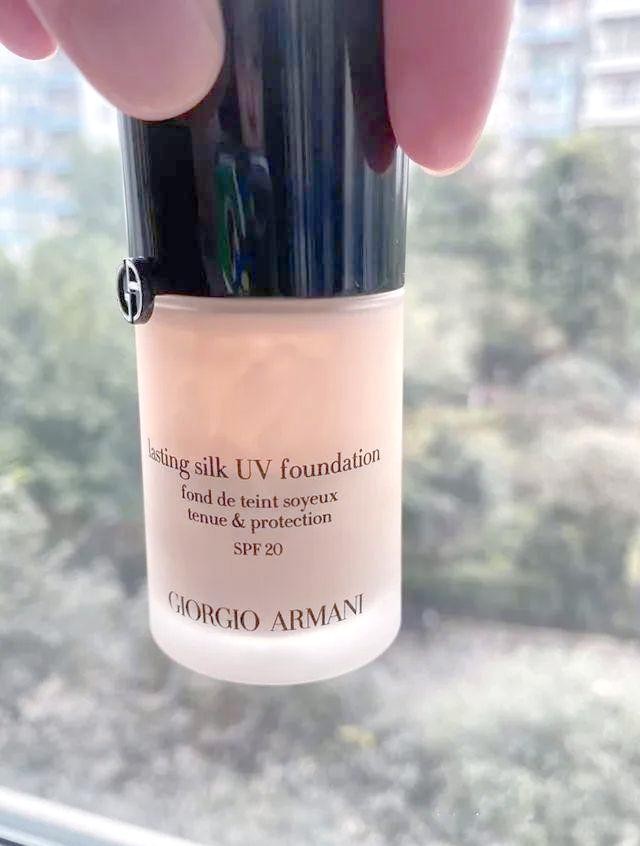 lasting silk UV foundation
fond de teint soyeux
tenue & protection
SPF 20
GIORGIO ARMANI